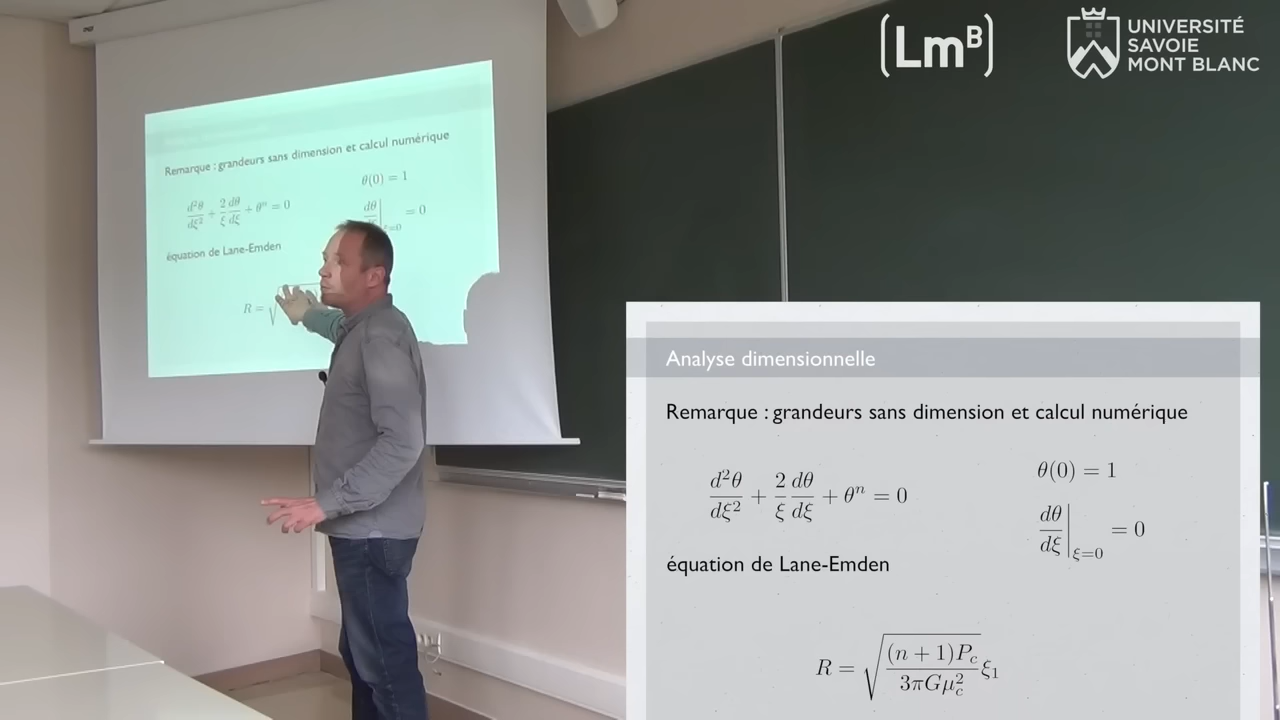 (Lm^B)
UNIVERSITÉ
SAVOIE
MONT BLANC
Remarque : grandeurs sans dimension et calcul numérique
θ(0) = 1
d²θ/dξ² + 2/ξ dθ/dξ + θⁿ = 0
dθ/dξ|ξ=0 = 0
équation de Lane-Emden
R = √
Analyse dimensionnelle
Remarque : grandeurs sans dimension et calcul numérique
θ(0) = 1
d²θ/dξ² + 2/ξ dθ/dξ + θⁿ = 0
dθ/dξ|ξ=0 = 0
équation de Lane-Emden
R = √((n + 1)P_c / 3πGμ_c²) ξ₁